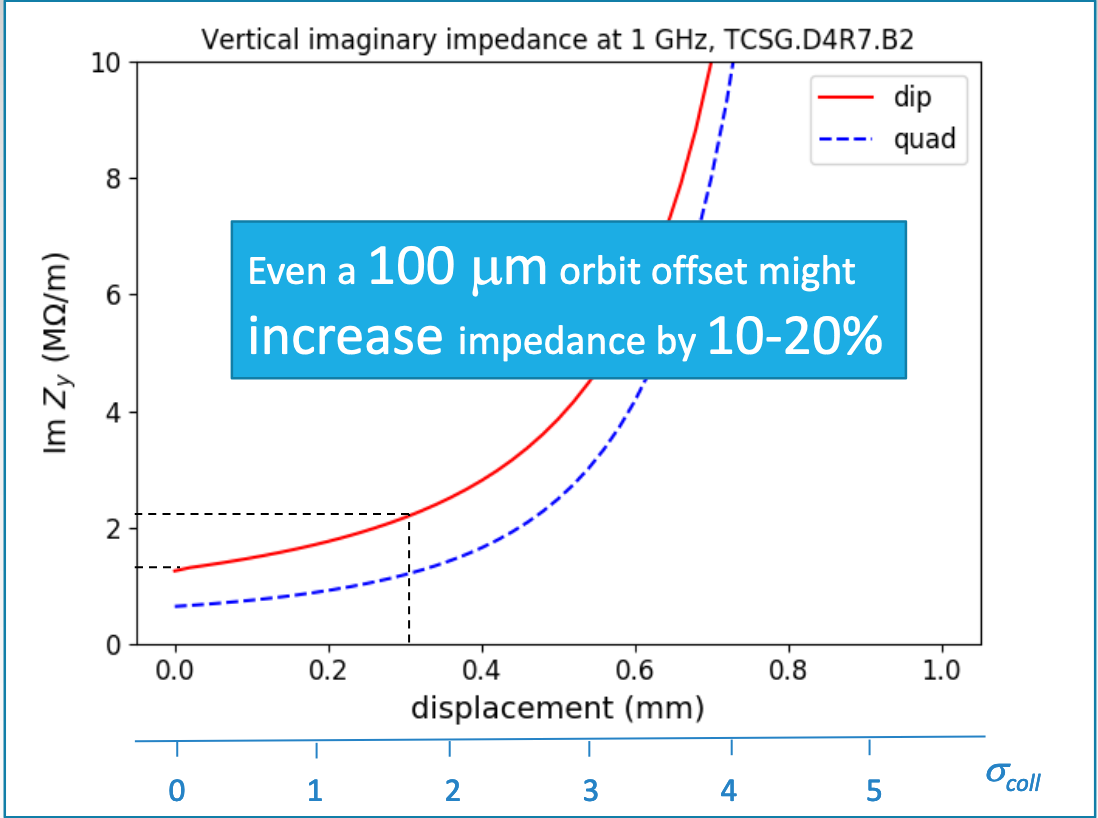 Vertical imaginary impedance at 1 GHz, TCSG.D4R7.B2
10
8
6
4
2
0
Im Zy (MΩ/m)
dip
quad
Even a 100 μm orbit offset might
increase impedance by 10-20%
0.0 0.2 0.4 0.6 0.8 1.0
displacement (mm)
0 1 2 3 4 5 σcoll